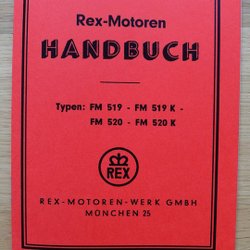 Rex-Motoren
HANDBUCH
Typen: FM 519 - FM 519 K -
FM 520 - FM 520 K
REX
REX-MOTOREN-WERK GMBH
MÜNCHEN 25